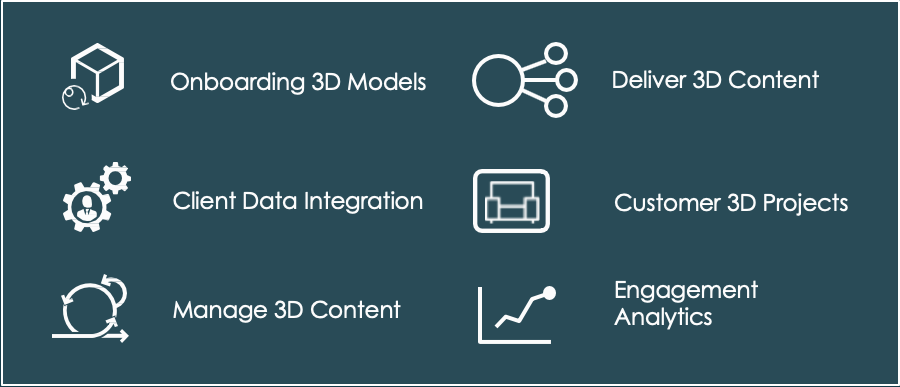 Onboarding 3D Models
Deliver 3D Content
Client Data Integration
Customer 3D Projects
Manage 3D Content
Engagement
Analytics